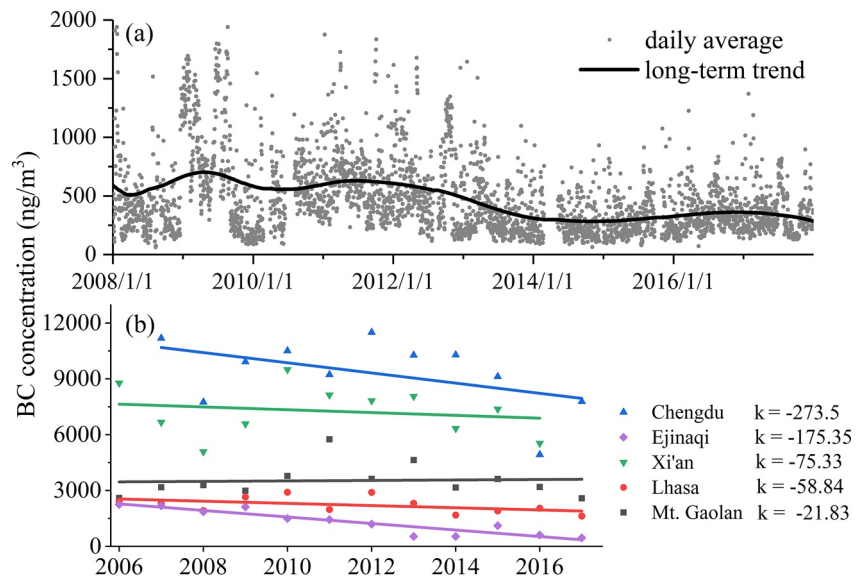 BC concentration (ng/m³)
(a)
daily average
long-term trend
2000
1500
1000
500
0
2008/1/1 2010/1/1 2012/1/1 2014/1/1 2016/1/1
(b)
12000
9000
6000
3000
0
2006 2008 2010 2012 2014 2016
Chengdu k = -273.5
Ejinaqi k = -175.35
Xi'an k = -75.33
Lhasa k = -58.84
Mt. Gaolan k = -21.83